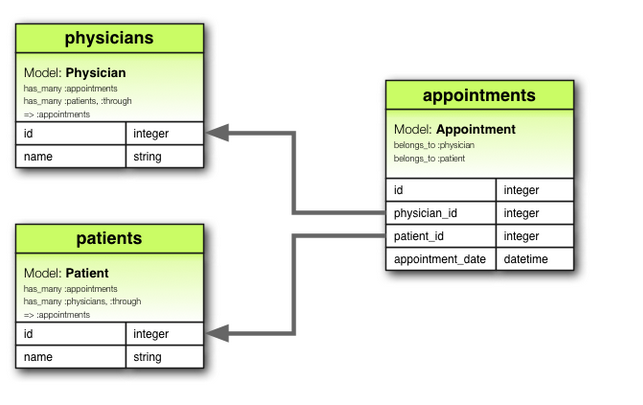 physicians
Model: Physician
has_many :appointments
has_many :patients, :through
=> :appointments
id integer
name string
patients
Model: Patient
has_many :appointments
has_many :physicians, :through
=> :appointments
id integer
name string
appointments
Model: Appointment
belongs_to :physician
belongs_to :patient
id integer
physician_id integer
patient_id integer
appointment_date datetime